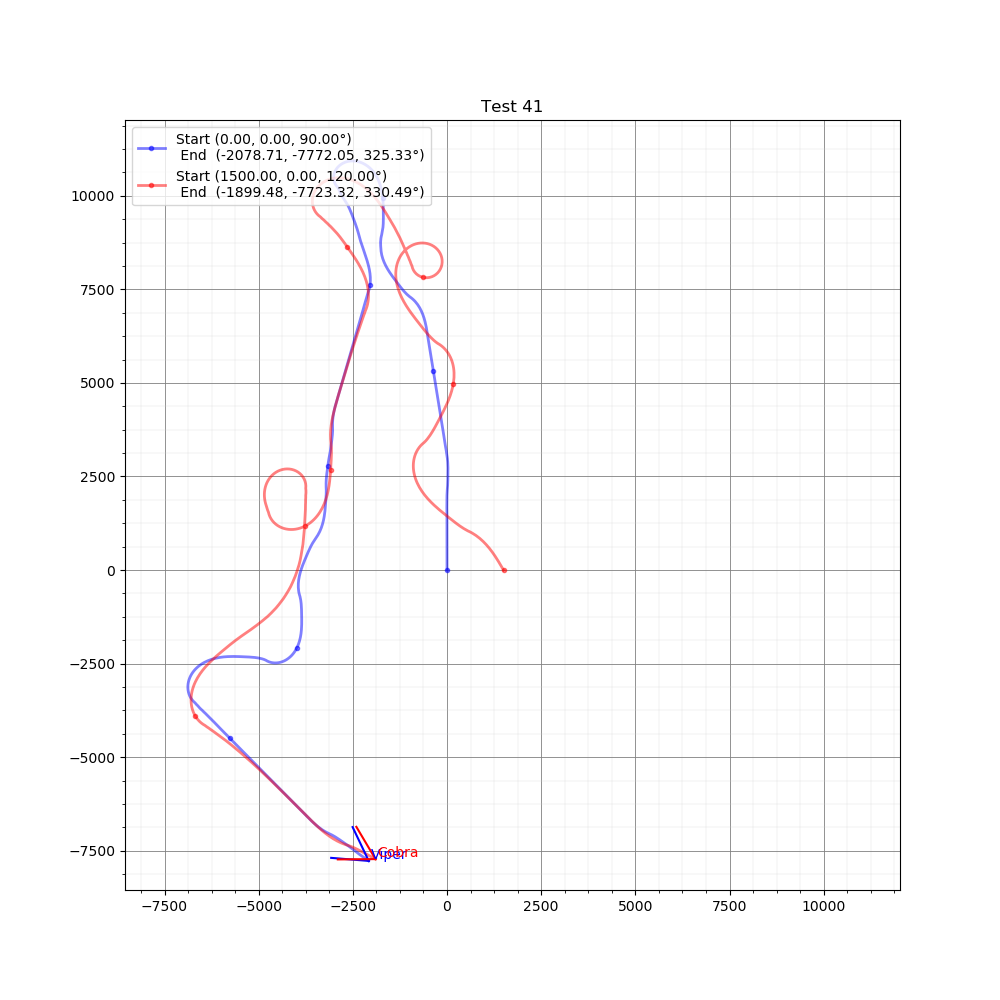 Test 41
Start (0.00, 0.00, 90.00°)
End (-2078.71, -7772.05, 325.33°)
Start (1500.00, 0.00, 120.00°)
End (-1899.48, -7723.32, 330.49°)
10000
7500
5000
2500
0
−2500
−5000
−7500
Viper
Cobra
−7500
−5000
−2500
0
2500
5000
7500
10000